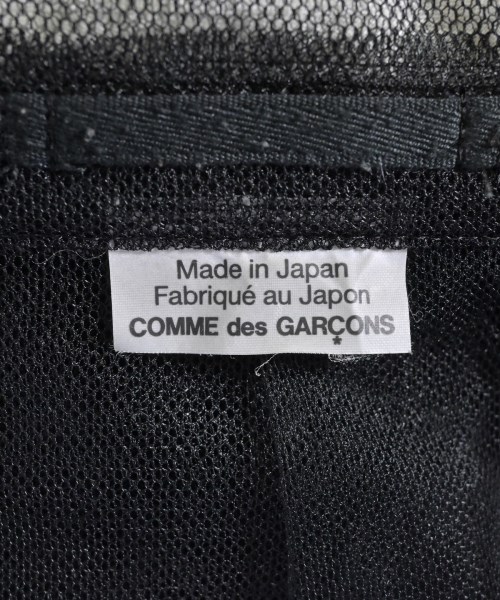 Made in Japan
Fabriqué au Japon
COMME des GARÇONS
*